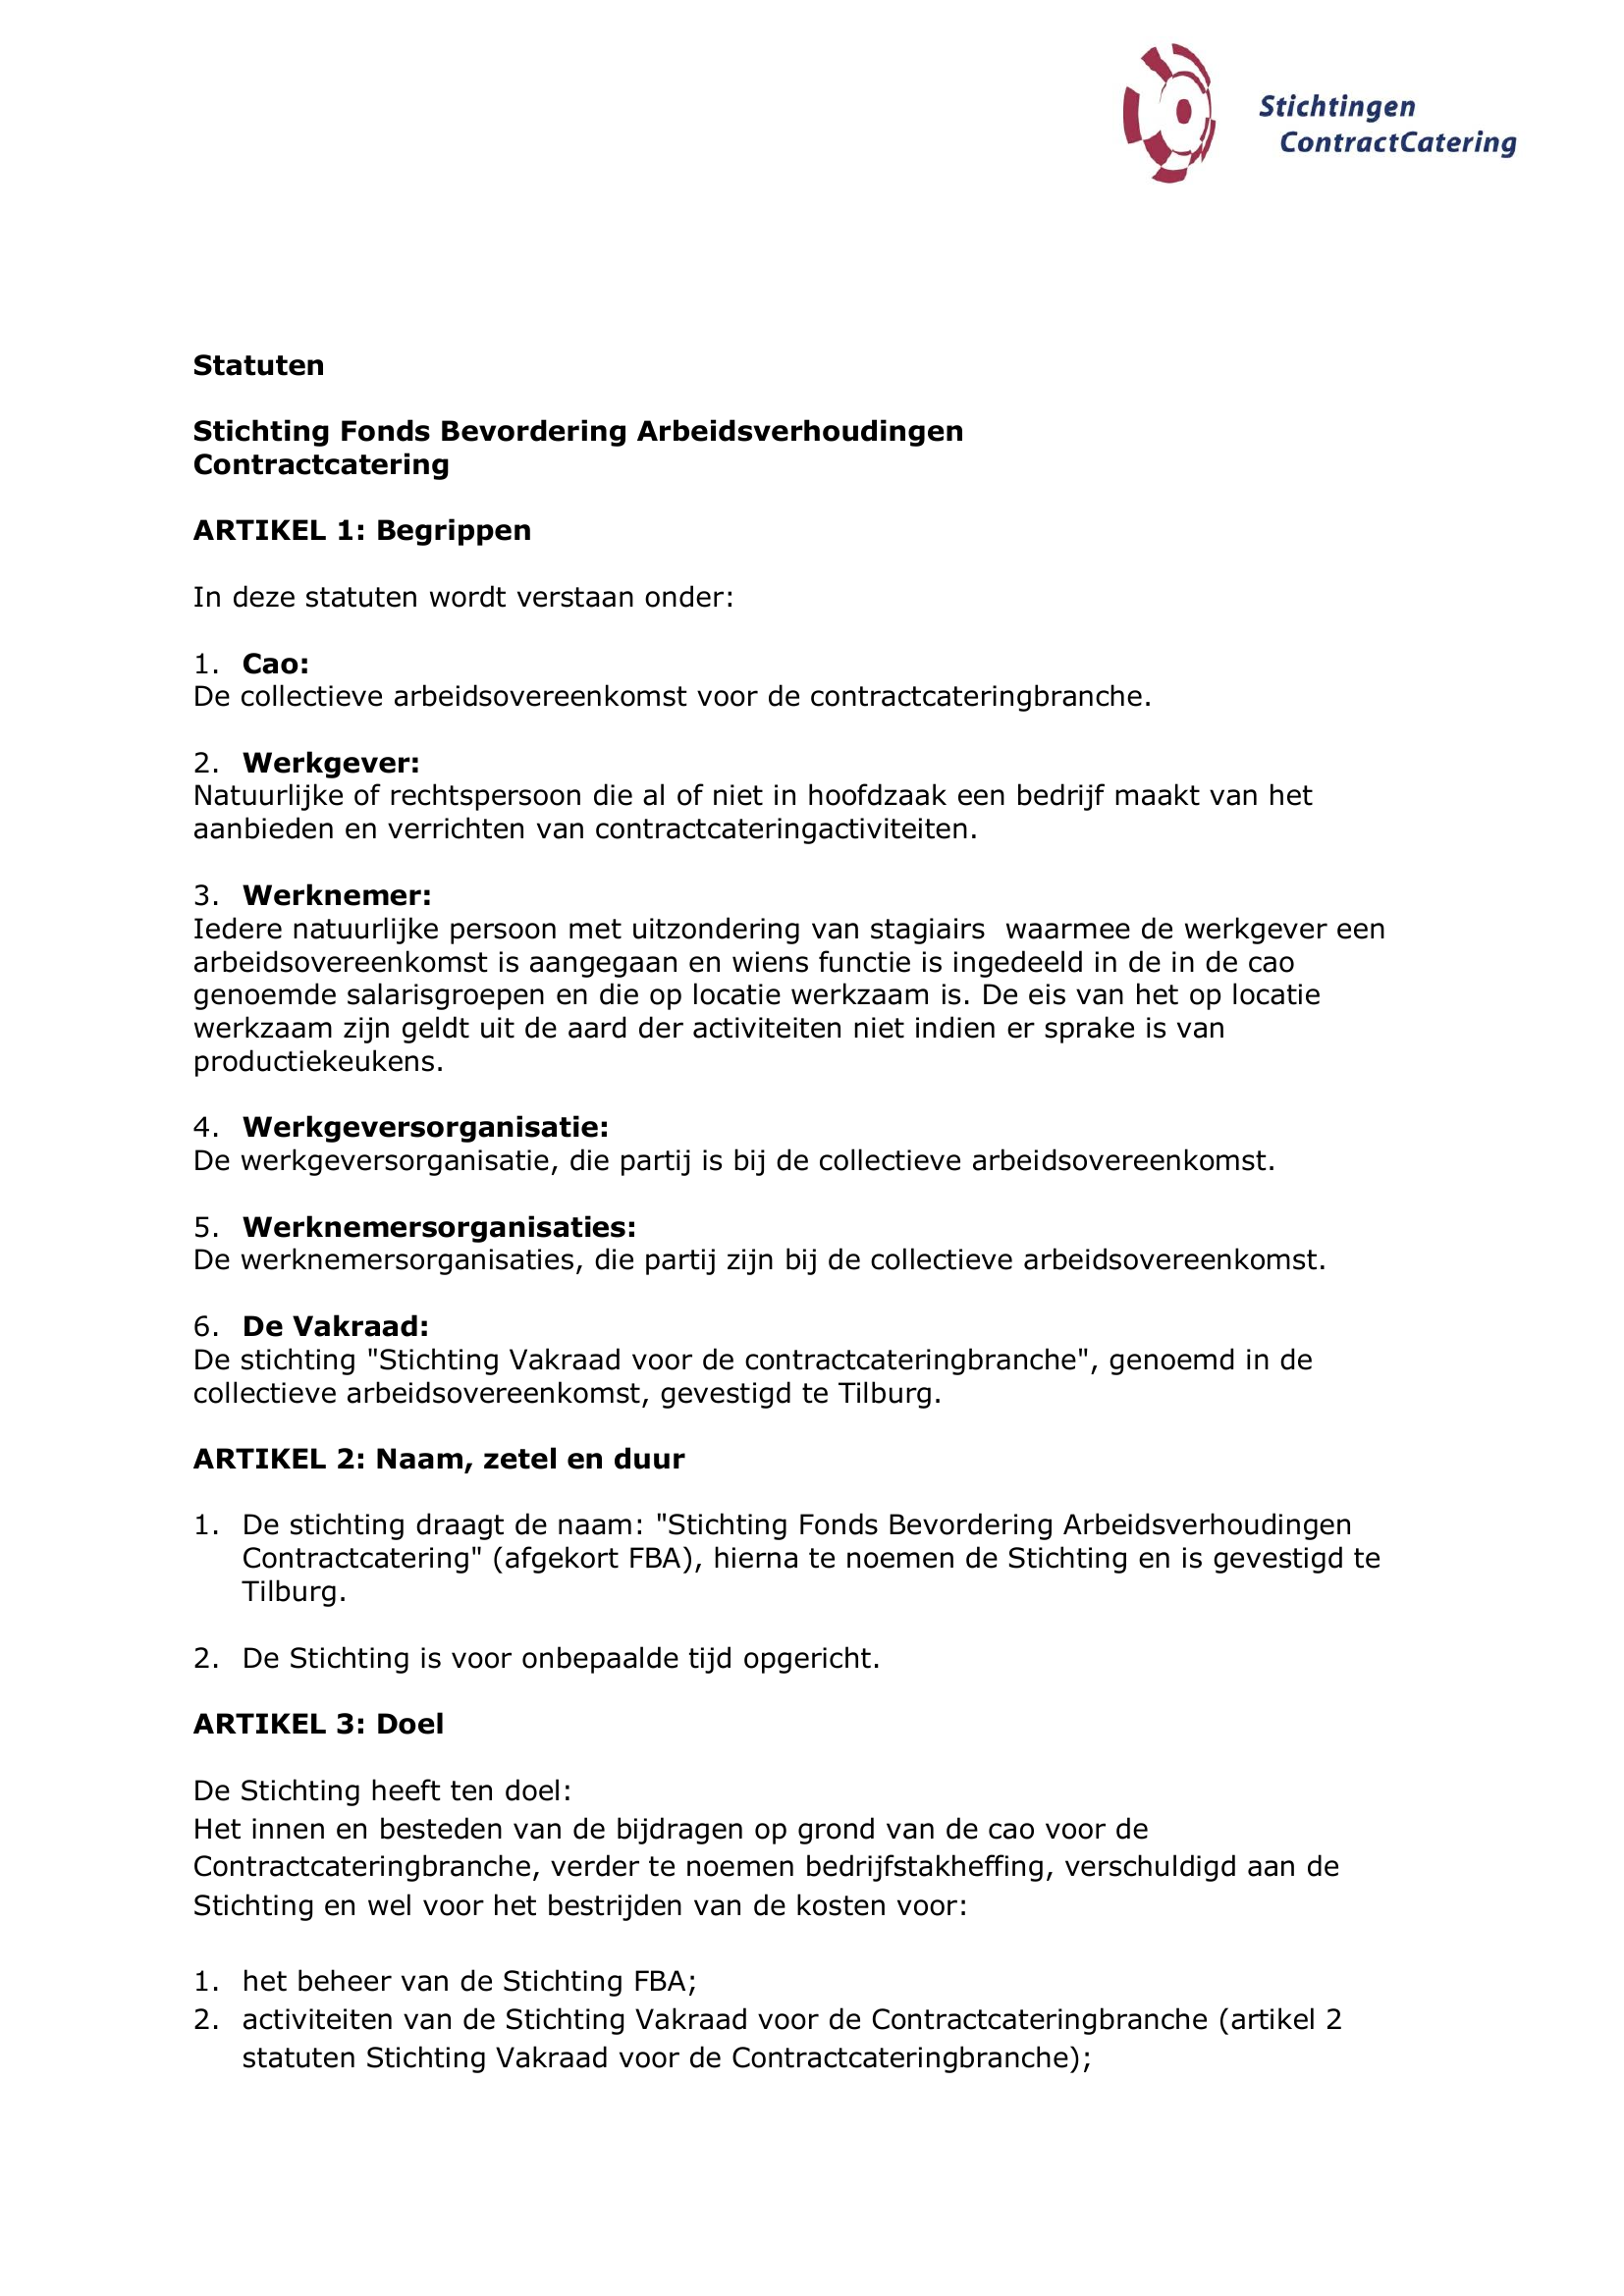 Stichtingen
ContractCatering
Statuten
Stichting Fonds Bevordering Arbeidsverhoudingen
Contractcatering
ARTIKEL 1: Begrippen
In deze statuten wordt verstaan onder:
1. Cao:
De collectieve arbeidsovereenkomst voor de contractcateringbranche.
2. Werkgever:
Natuurlijke of rechtspersoon die al of niet in hoofdzaak een bedrijf maakt van het
aanbieden en verrichten van contractcateringactiviteiten.
3. Werknemer:
Iedere natuurlijke persoon met uitzondering van stagiairs  waarmee de werkgever een
arbeidsovereenkomst is aangegaan en wiens functie is ingedeeld in de in de cao
genoemde salarisgroepen en die op locatie werkzaam is. De eis van het op locatie
werkzaam zijn geldt uit de aard der activiteiten niet indien er sprake is van
productiekeukens.
4. Werkgeversorganisatie:
De werkgeversorganisatie, die partij is bij de collectieve arbeidsovereenkomst.
5. Werknemersorganisaties:
De werknemersorganisaties, die partij zijn bij de collectieve arbeidsovereenkomst.
6. De Vakraad:
De stichting "Stichting Vakraad voor de contractcateringbranche", genoemd in de
collectieve arbeidsovereenkomst, gevestigd te Tilburg.
ARTIKEL 2: Naam, zetel en duur
1. De stichting draagt de naam: "Stichting Fonds Bevordering Arbeidsverhoudingen
Contractcatering" (afgekort FBA), hierna te noemen de Stichting en is gevestigd te
Tilburg.
2. De Stichting is voor onbepaalde tijd opgericht.
ARTIKEL 3: Doel
De Stichting heeft ten doel:
Het innen en besteden van de bijdragen op grond van de cao voor de
Contractcateringbranche, verder te noemen bedrijfstakheffing, verschuldigd aan de
Stichting en wel voor het bestrijden van de kosten voor:
1. het beheer van de Stichting FBA;
2. activiteiten van de Stichting Vakraad voor de Contractcateringbranche (artikel 2
statuten Stichting Vakraad voor de Contractcateringbranche);